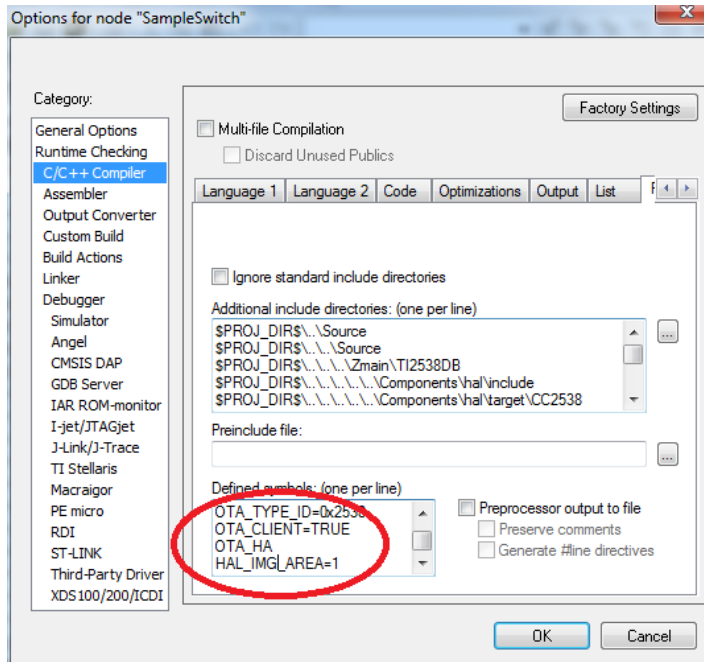 Options for node "SampleSwitch"
Category:
General Options
Runtime Checking
C/C++ Compiler
Assembler
Output Converter
Custom Build
Build Actions
Linker
Debugger
Simulator
Angel
CMSIS DAP
GDB Server
IAR ROM-monitor
I-jet/JTAGjet
J-Link/J-Trace
TI Stellaris
Macraigor
PE micro
RDI
ST-LINK
Third-Party Driver
XDS100/200/ICDI
Factory Settings
Multi-file Compilation
Discard Unused Publics
Language 1 Language 2 Code Optimizations Output List
Ignore standard include directories
Additional include directories: (one per line)
$PROJ_DIR$\..\Source
$PROJ_DIR$\..\..\Source
$PROJ_DIR$\..\..\..\Zmain\TI2538DB
$PROJ_DIR$\..\..\..\..\..\Components\hal\include
$PROJ_DIR$\..\..\..\..\..\Components\hal\target\CC2538
...
Preinclude file:
...
Defined symbols: (one per line)
OTA_TYPE_ID=0x2538
OTA_CLIENT=TRUE
OTA_HA
HAL_IMG_AREA=1
Preprocessor output to file
Preserve comments
Generate #line directives
OK
Cancel